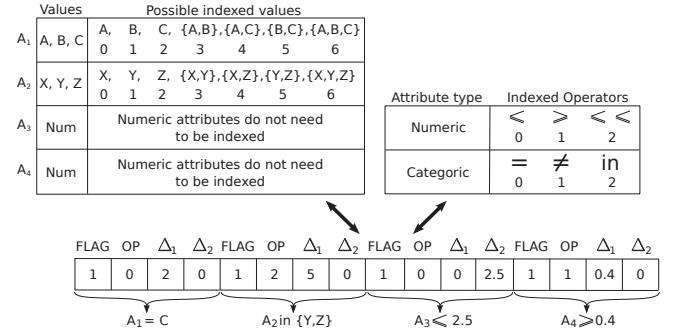 Values Possible indexed values
A₁ A, B, C A, B, C, {A,B},{A,C},{B,C},{A,B,C}
0 1 2 3 4 5 6
A₂ X, Y, Z X, Y, Z, {X,Y},{X,Z},{Y,Z},{X,Y,Z}
0 1 2 3 4 5 6
A₃ Num Numeric attributes do not need
to be indexed
A₄ Num Numeric attributes do not need
to be indexed
Attribute type Indexed Operators
Numeric ⩽ ⩾ ⩽ ⩽
0 1 2
Categoric = ≠ in
0 1 2
FLAG OP Δ₁ Δ₂ FLAG OP Δ₁ Δ₂ FLAG OP Δ₁ Δ₂ FLAG OP Δ₁ Δ₂
1 0 2 0 1 2 5 0 1 0 0 2.5 1 1 0.4 0
A₁= C A₂in {Y,Z} A₃⩽ 2.5 A₄⩾0.4